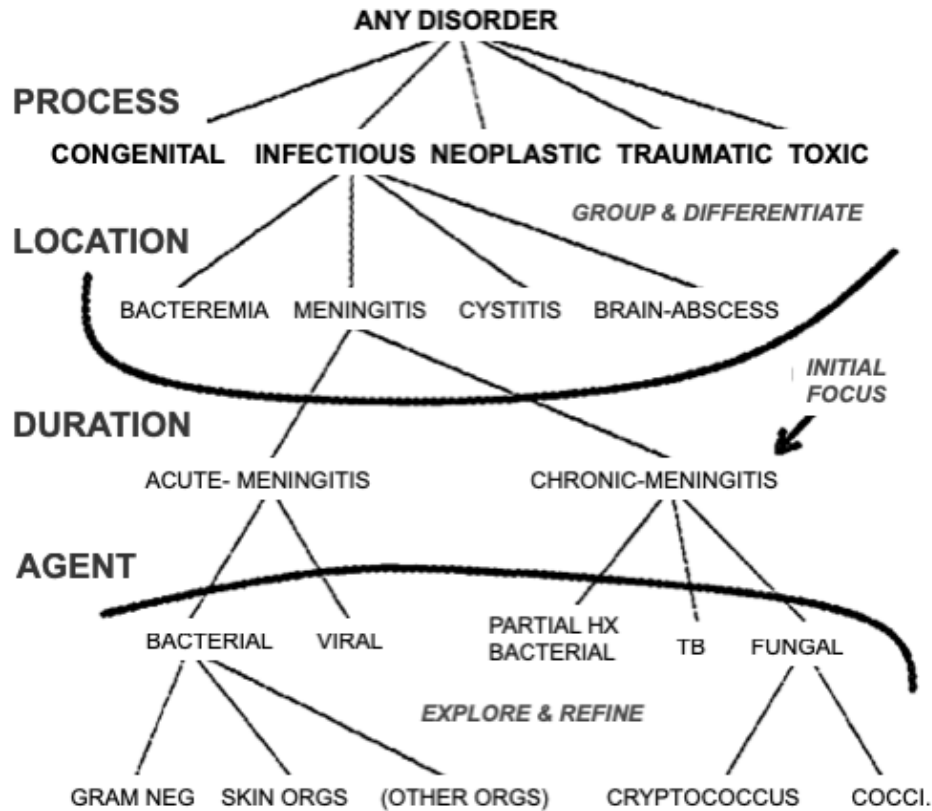 ANY DISORDER
PROCESS
CONGENITAL INFECTIOUS NEOPLASTIC TRAUMATIC TOXIC
GROUP & DIFFERENTIATE
LOCATION
BACTEREMIA MENINGITIS CYSTITIS BRAIN-ABSCESS
INITIAL
FOCUS
DURATION
ACUTE- MENINGITIS CHRONIC-MENINGITIS
AGENT
BACTERIAL VIRAL PARTIAL HX
BACTERIAL TB FUNGAL
EXPLORE & REFINE
GRAM NEG SKIN ORGS (OTHER ORGS) CRYPTOCOCCUS COCCI.